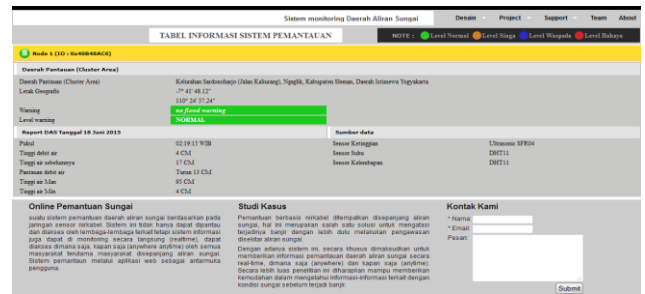 Sistem monitoring Daerah Aliran Sungai
Desain Project Support Team About
TABEL INFORMASI SISTEM PEMANTAUAN
NOTE : Level Normal Level Siaga Level Waspada Level Bahaya
Node 1 (ID : 0x40B4BAC6)
Daerah Pantauan (Cluster Area)
Daerah Pantauan (Cluster Area) Kelurahan Sardonoharjo (Jalan Kaliurang), Ngaglik, Kabupaten Sleman, Daerah Istimewa Yogyakarta
Letak Geografis -7° 41' 48.12"
110° 24' 57.24"
Warning no flood warning
Level warning NORMAL
Report DAS Tanggal 18 Juni 2015 Sumber data
Pukul 02:19:15 WIB Sensor Ketinggian Ultrasonic SFR04
Tinggi debit air 4 CM Sensor Suhu DHT11
Tinggi air sebelumnya 17 CM Sensor Kelembapan DHT11
Pantauan debit air Turun 13 CM
Tinggi air Max 95 CM
Tinggi air Min 4 CM
Online Pemantauan Sungai
suatu sistem pemantauan daerah aliran sungai berdasarkan pada
jaringan sensor nirkabel. Sistem ini tidak hanya dapat dipantau
dan diakses oleh lembaga-lembaga terkait tetapi sistem informasi
juga dapat di monitoring secara langsung (realtime), dapat
diakses dimana saja, kapan saja (anywhere anytime) oleh semua
masyarakat terutama masyarakat disepanjang aliran sungai.
Sistem pemantaun melalui aplikasi web sebagai antarmuka
pengguna.
Studi Kasus
Pemantuan berbasis nirkabel ditempatkan disepanjang aliran
sungai, hal ini merupakan salah satu solusi untuk mengatasi
terjadinya banjir dengan lebih dulu melakukan pengawasan
disekitar aliran sungai.
Dengan adanya sistem ini, secara khusus dimaksudkan untuk
memberikan informasi pemantauan daerah aliran sungai secara
real-time, dimana saja (anywhere) dan kapan saja (anytime).
Secara lebih luas penelitian ini diharapkan mampu memberikan
kemudahan dalam mengetahui informasi-informasi terkait dengan
kondisi sungai sebelum terjadi banjir.
Kontak Kami
* Nama:
* Email:
Pesan:
Submit